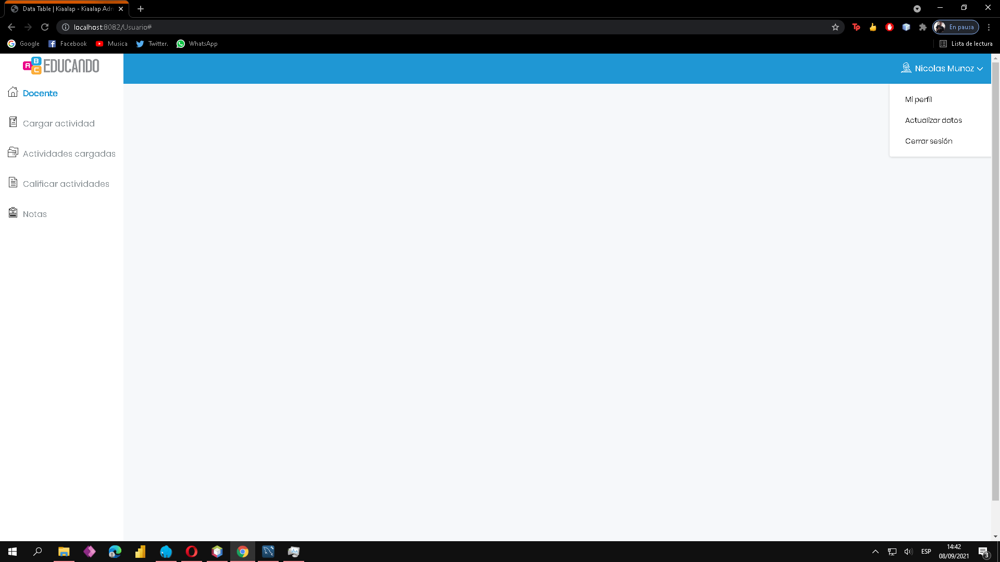 Data Table | Kiaalap - Kiaalap Adn
localhost:8082/Usuario#
Tp
En pausa
Google
Facebook
Musica
Twitter.
WhatsApp
Lista de lectura
A B C EDUCANDO
Nicolas Munoz
Docente
Mi perfil
Actualizar datos
Cerrar sesión
Cargar actividad
Actividades cargadas
Calificar actividades
Notas
ESP
14:42
08/09/2021
3